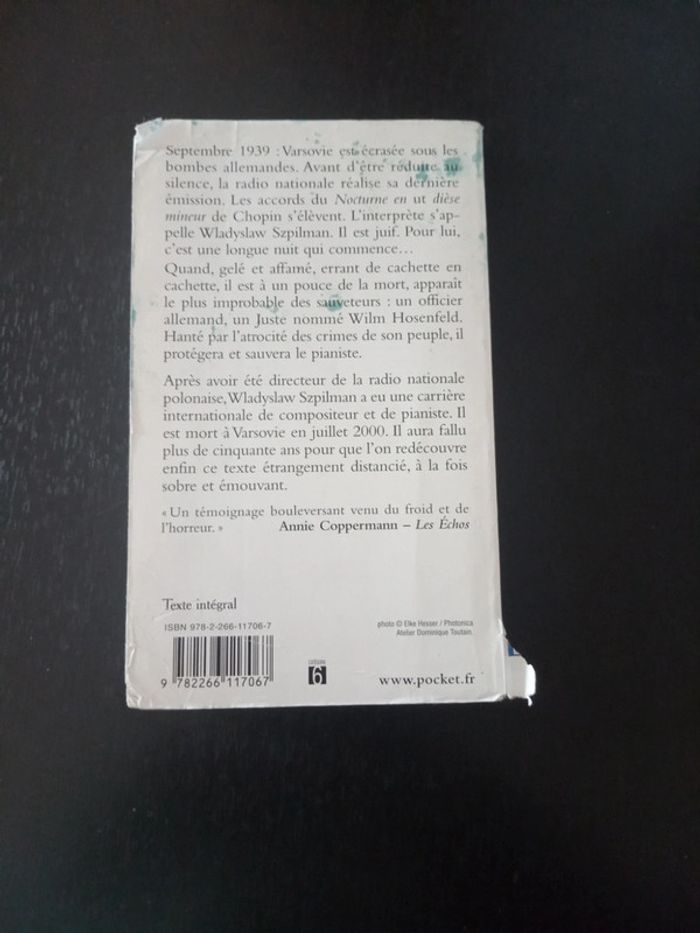 Septembre 1939 : Varsovie est écrasée sous les
bombes allemandes. Avant d'être réduite au
silence, la radio nationale réalise sa dernière
émission. Les accords du Nocturne en ut dièse
mineur de Chopin s'élèvent. L'interprète s'ap-
pelle Wladyslaw Szpilman. Il est juif. Pour lui,
c'est une longue nuit qui commence…
Quand, gelé et affamé, errant de cachette en
cachette, il est à un pouce de la mort, apparaît
le plus improbable des sauveteurs : un officier
allemand, un Juste nommé Wilm Hosenfeld.
Hanté par l'atrocité des crimes de son peuple, il
protégera et sauvera le pianiste.
Après avoir été directeur de la radio nationale
polonaise, Wladyslaw Szpilman a eu une carrière
internationale de compositeur et de pianiste. Il
est mort à Varsovie en juillet 2000. Il aura fallu
plus de cinquante ans pour que l'on redécouvre
enfin ce texte étrangement distancié, à la fois
sobre et émouvant.
« Un témoignage bouleversant venu du froid et de
l'horreur. » Annie Coppermann – Les Échos
Texte intégral
ISBN 978-2-266-11706-7
photo © Elke Hesser / Photonica
Atelier Dominique Toutain.
9 782266 117067
catégorie
6
www.pocket.fr